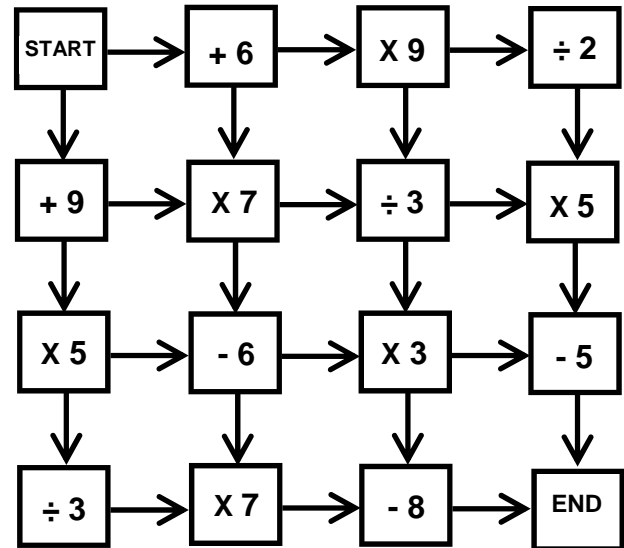 START + 6 X 9 ÷ 2
+ 9 X 7 ÷ 3 X 5
X 5 - 6 X 3 - 5
÷ 3 X 7 - 8 END